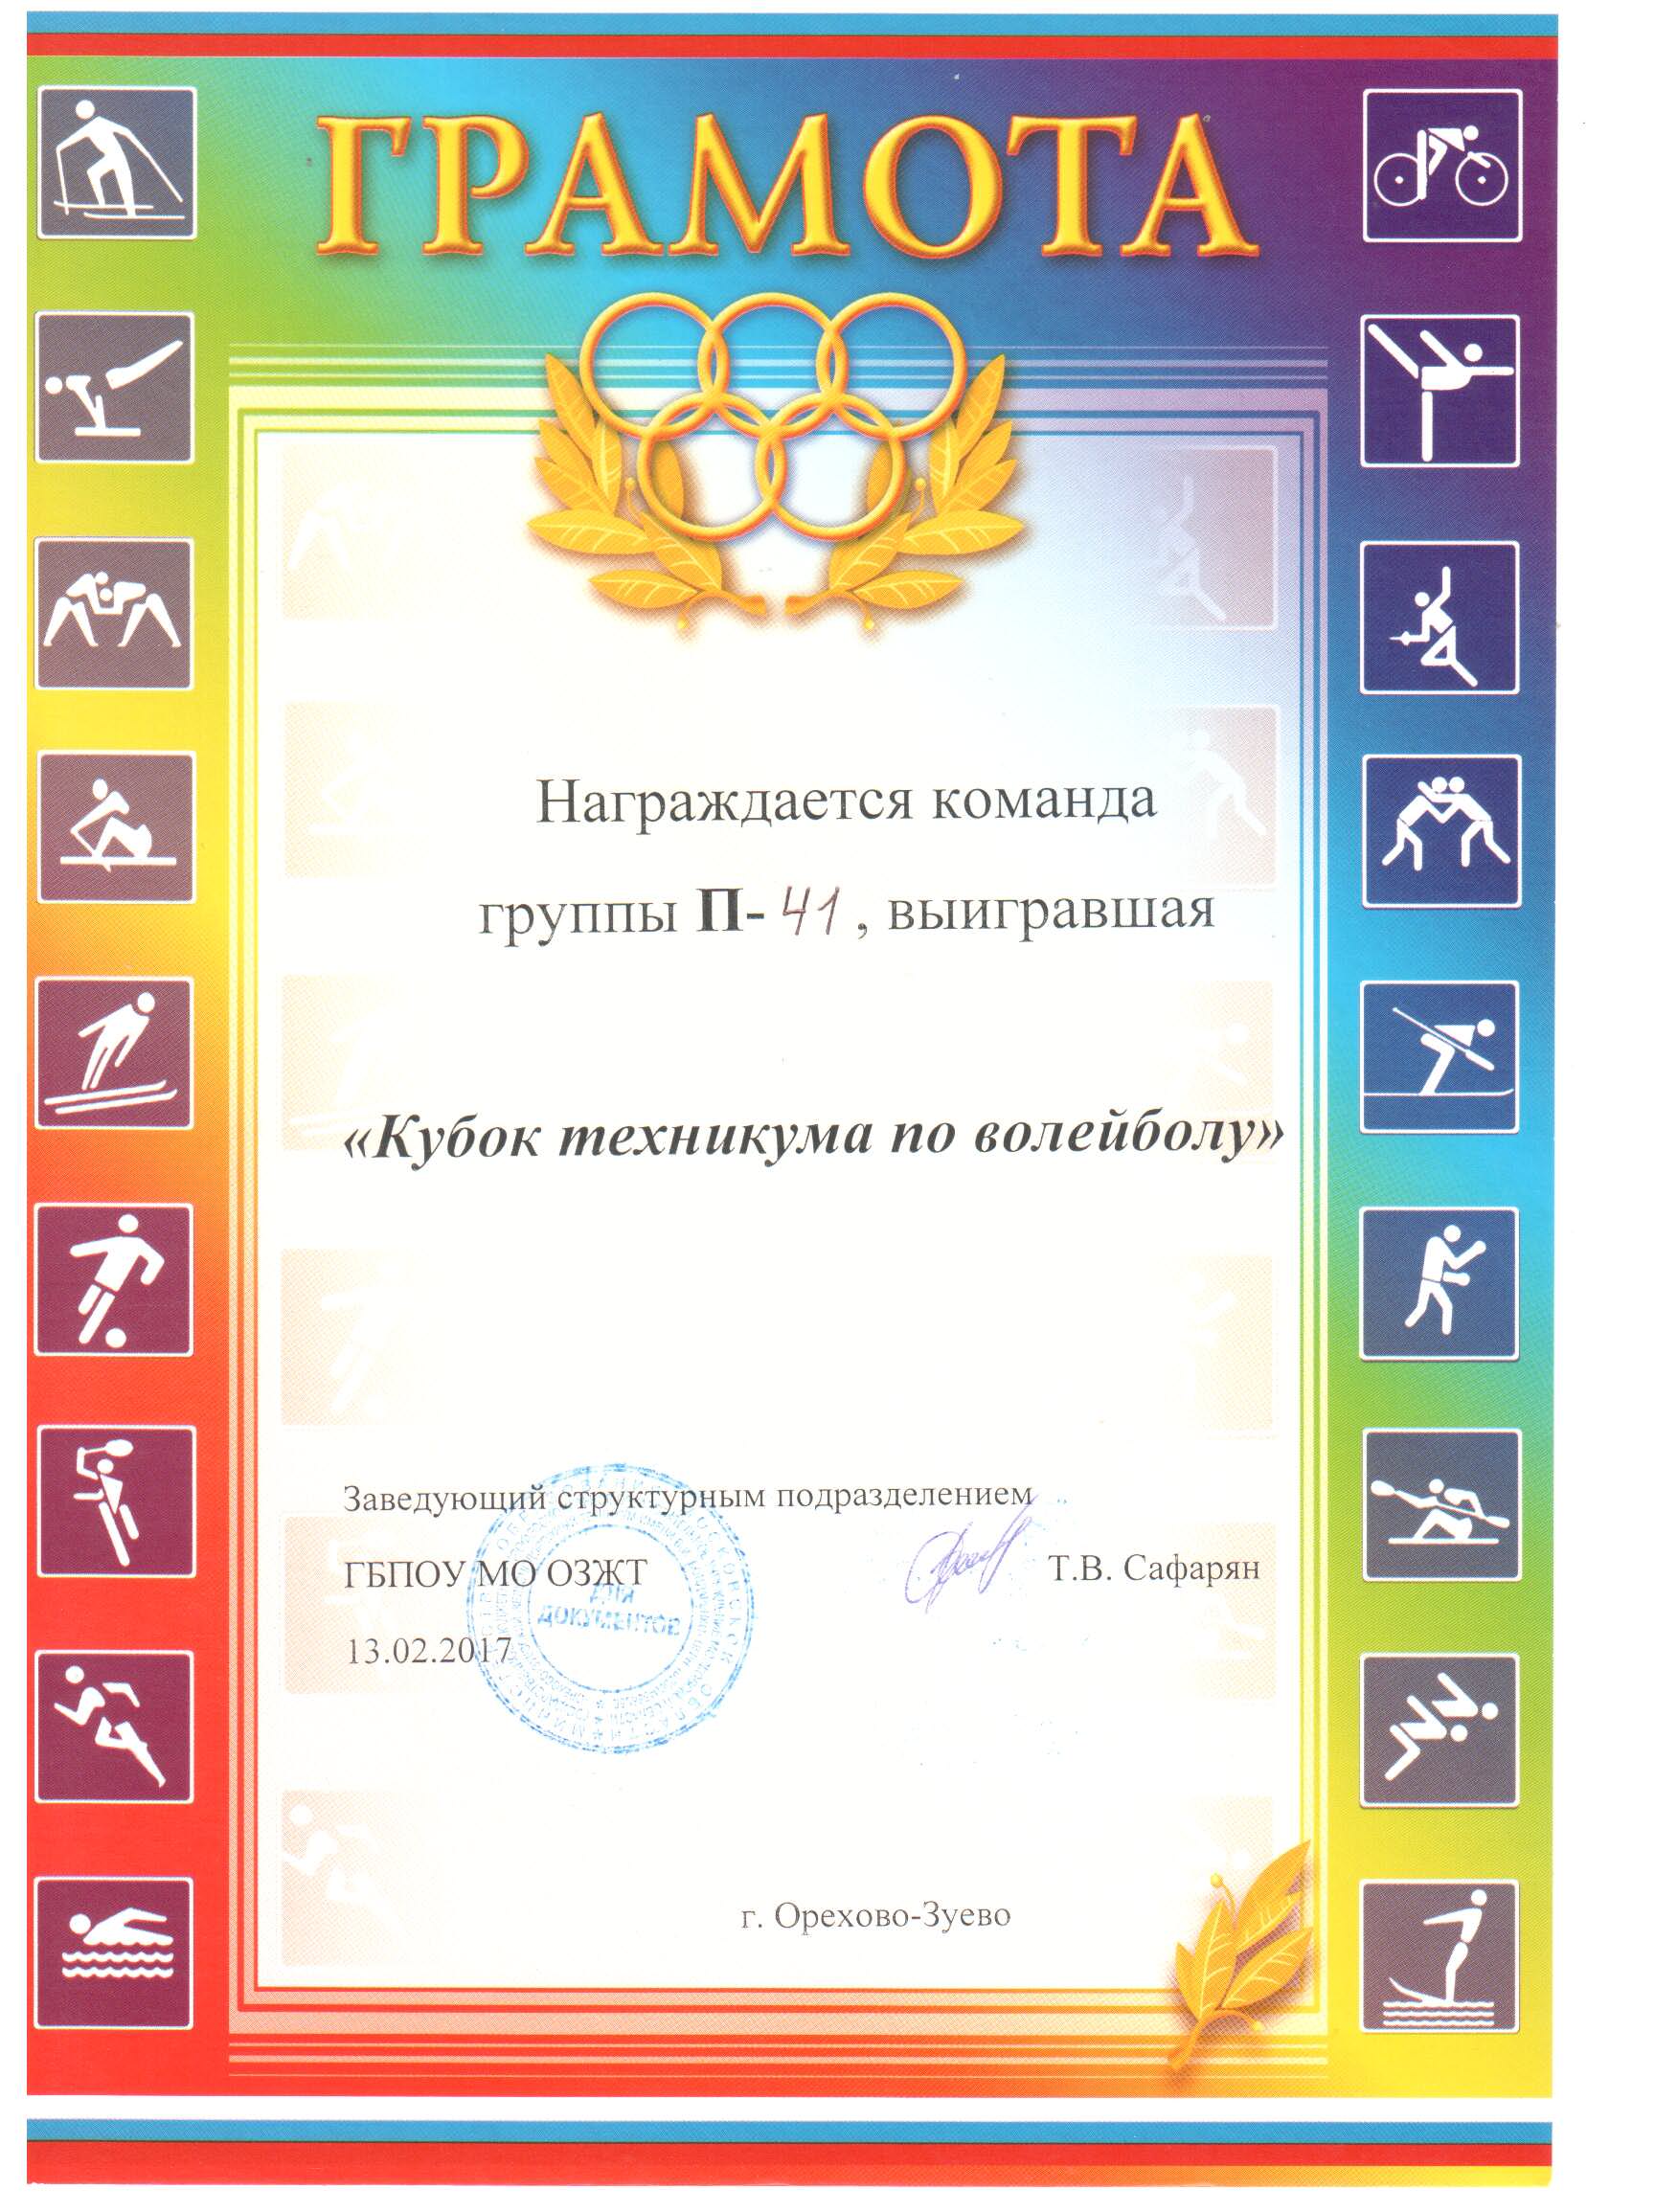 ГРАМОТА
Награждается команда
группы П- 41 , выигравшая
«Кубок техникума по волейболу»
Заведующий структурным подразделением
ГБПОУ МО ОЗЖТ
Т.В. Сафарян
ДЛЯ
ДОКУМЕНТОВ
13.02.2017
г. Орехово-Зуево